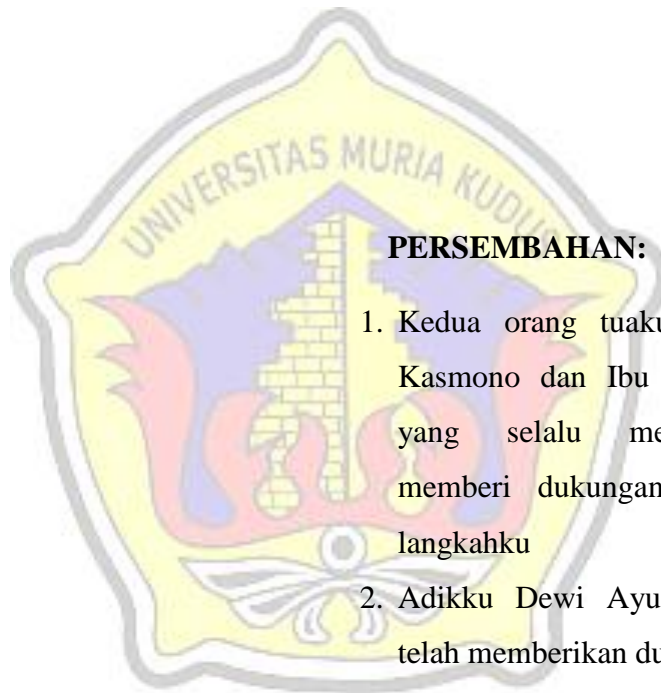 UNIVERSITAS MURIA KUDUS
PERSEMBAHAN:
1. Kedua orang tuaku
Kasmono dan Ibu
yang selalu me
memberi dukungan
langkahku
2. Adikku Dewi Ayu
telah memberikan du